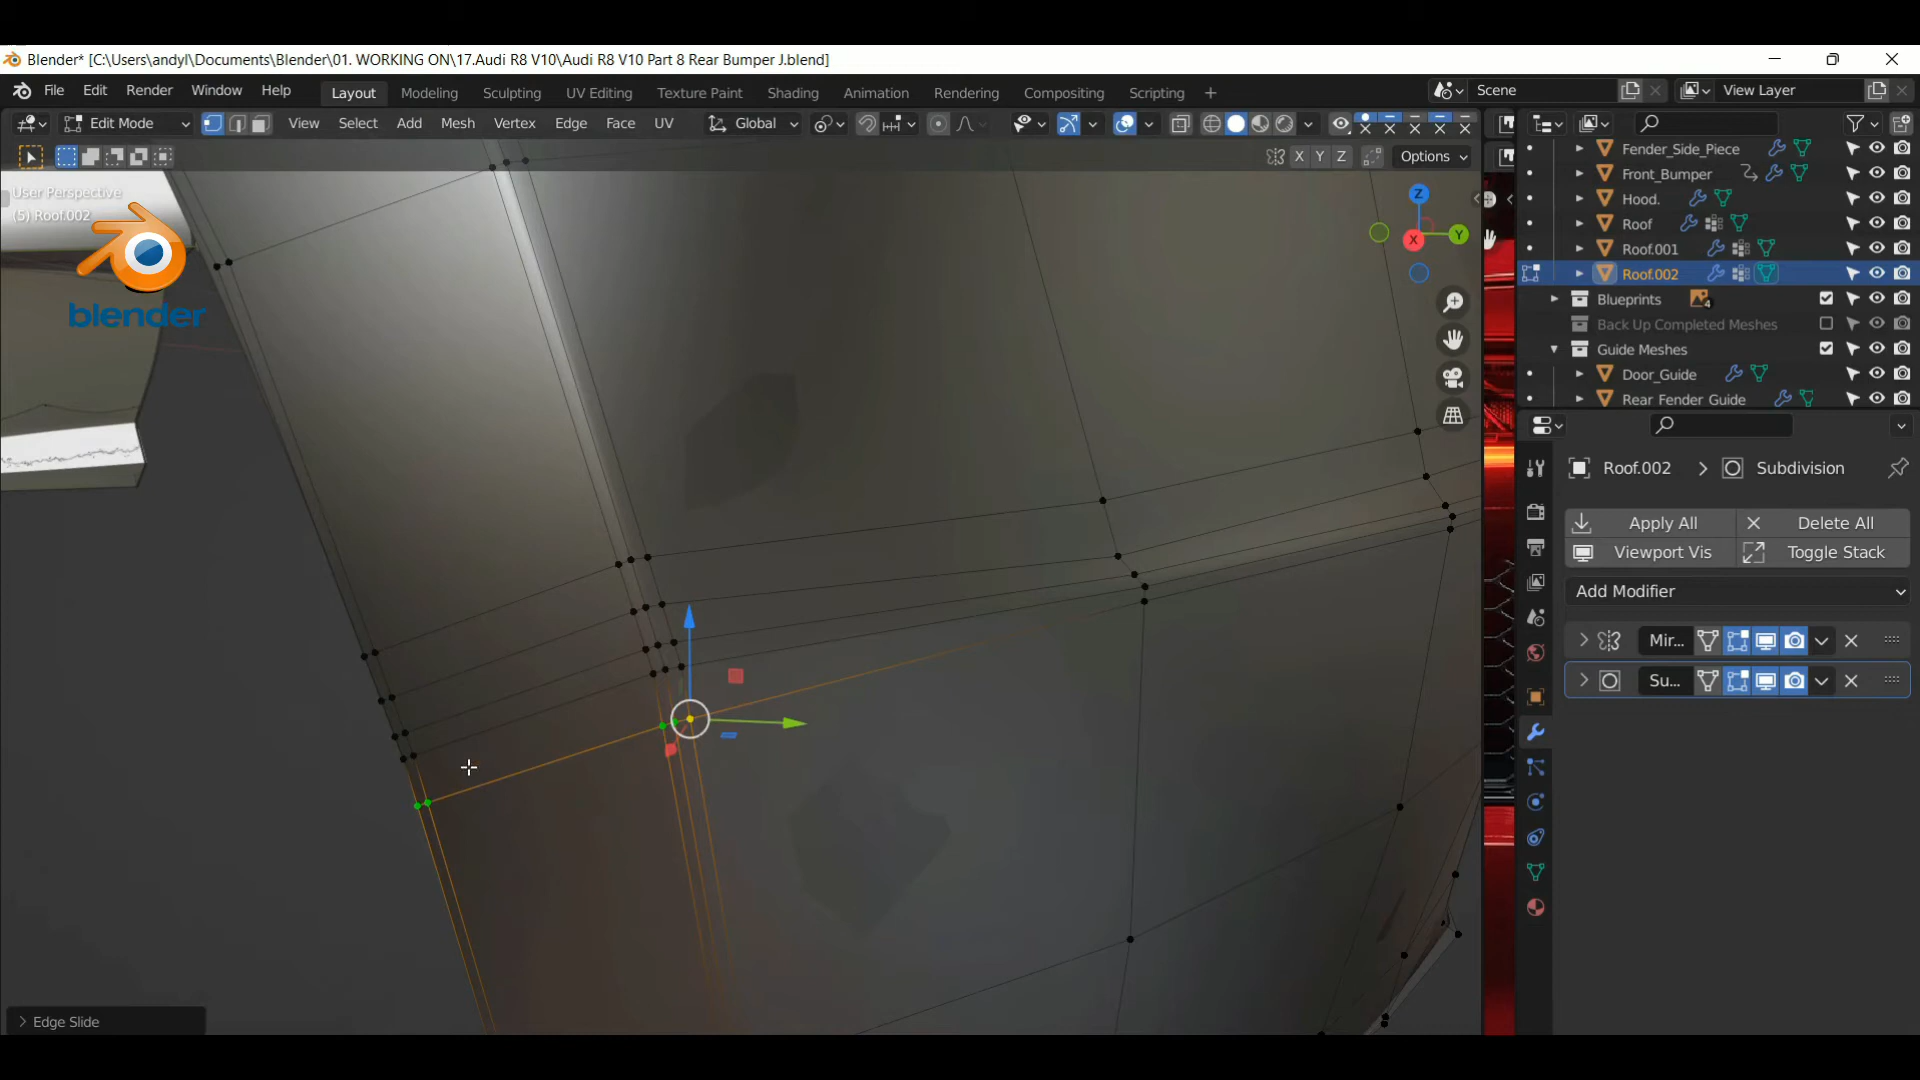 Blender* [C:\Users\andyl\Documents\Blender\01. WORKING ON\17.Audi R8 V10\Audi R8 V10 Part 8 Rear Bumper J.blend]
File Edit Render Window Help Layout Modeling Sculpting UV Editing Texture Paint Shading Animation Rendering Compositing Scripting + Scene View Layer
Edit Mode View Select Add Mesh Vertex Edge Face UV Global
X Y Z Options
User Perspective
(5) Roof.002
blender
Z
Y
X
Fender_Side_Piece
Front_Bumper
Hood.
Roof
Roof.001
Roof.002
Blueprints 4
Back Up Completed Meshes
Guide Meshes
Door_Guide
Rear Fender Guide
Roof.002 > Subdivision
Apply All Delete All
Viewport Vis Toggle Stack
Add Modifier
Mir...
Su...
Edge Slide